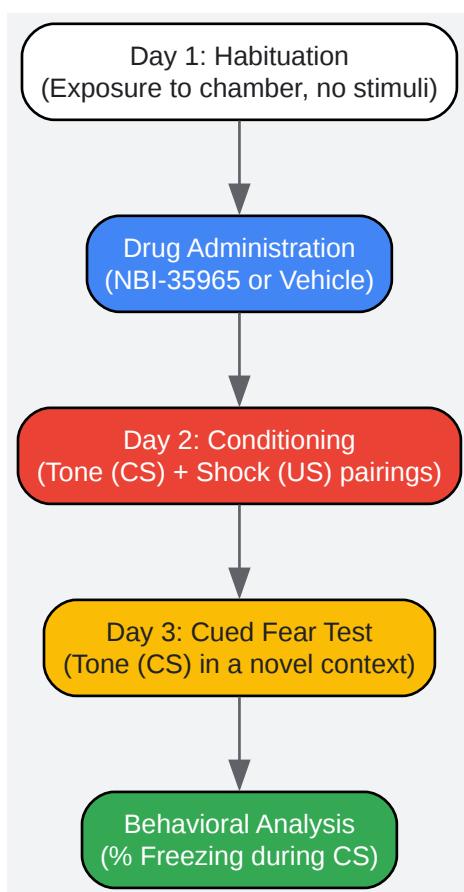 Day 1: Habituation
(Exposure to chamber, no stimuli)
Drug Administration
(NBI-35965 or Vehicle)
Day 2: Conditioning
(Tone (CS) + Shock (US) pairings)
Day 3: Cued Fear Test
(Tone (CS) in a novel context)
Behavioral Analysis
(% Freezing during CS)